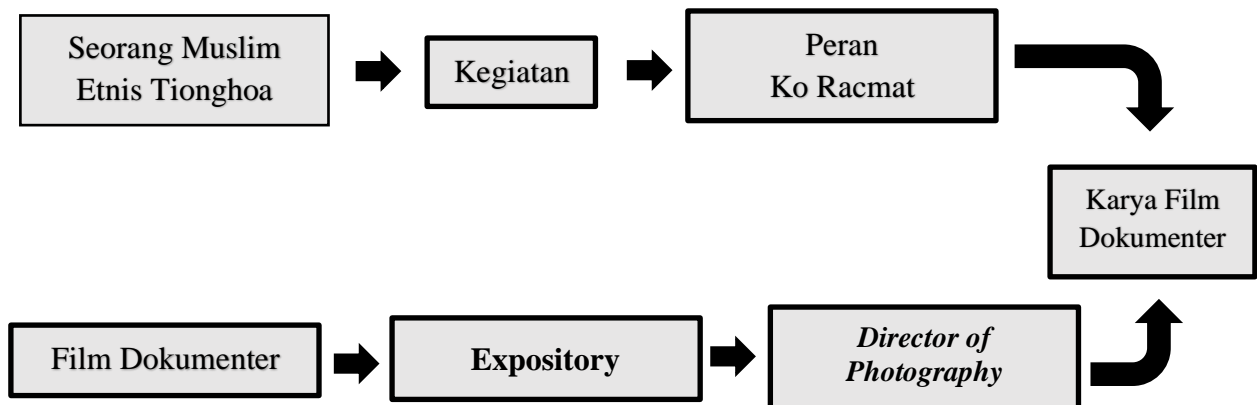 Seorang Muslim
Etnis Tionghoa
Kegiatan
Peran
Ko Racmat
Karya Film
Dokumenter
Film Dokumenter
Expository
Director of
Photography